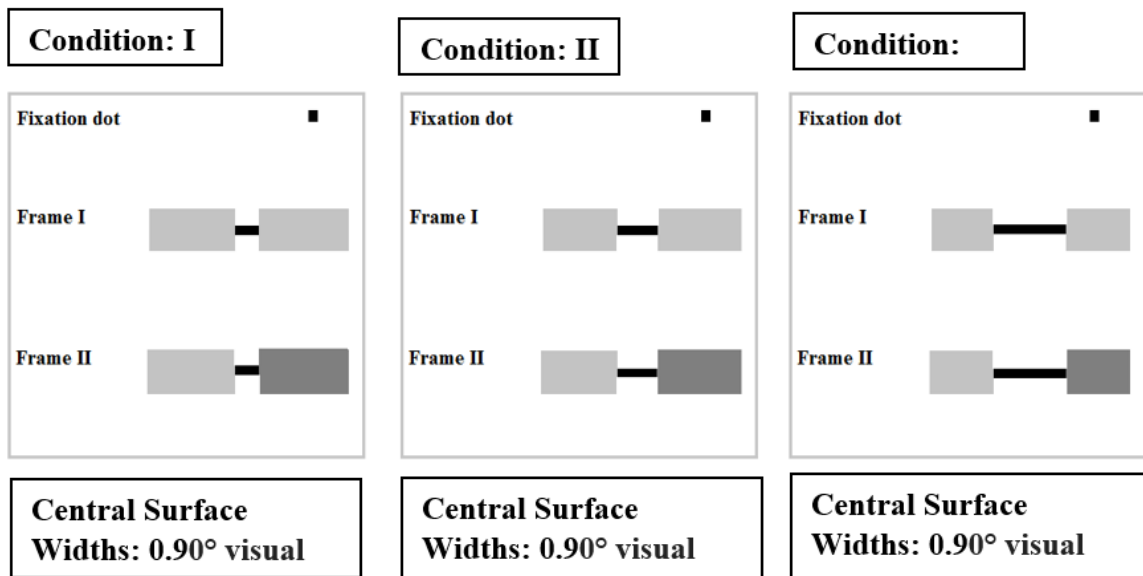 Condition: I
Condition: II
Condition:
Fixation dot
Frame I
Frame II
Fixation dot
Frame I
Frame II
Fixation dot
Frame I
Frame II
Central Surface
Widths: 0.90° visual
Central Surface
Widths: 0.90° visual
Central Surface
Widths: 0.90° visual